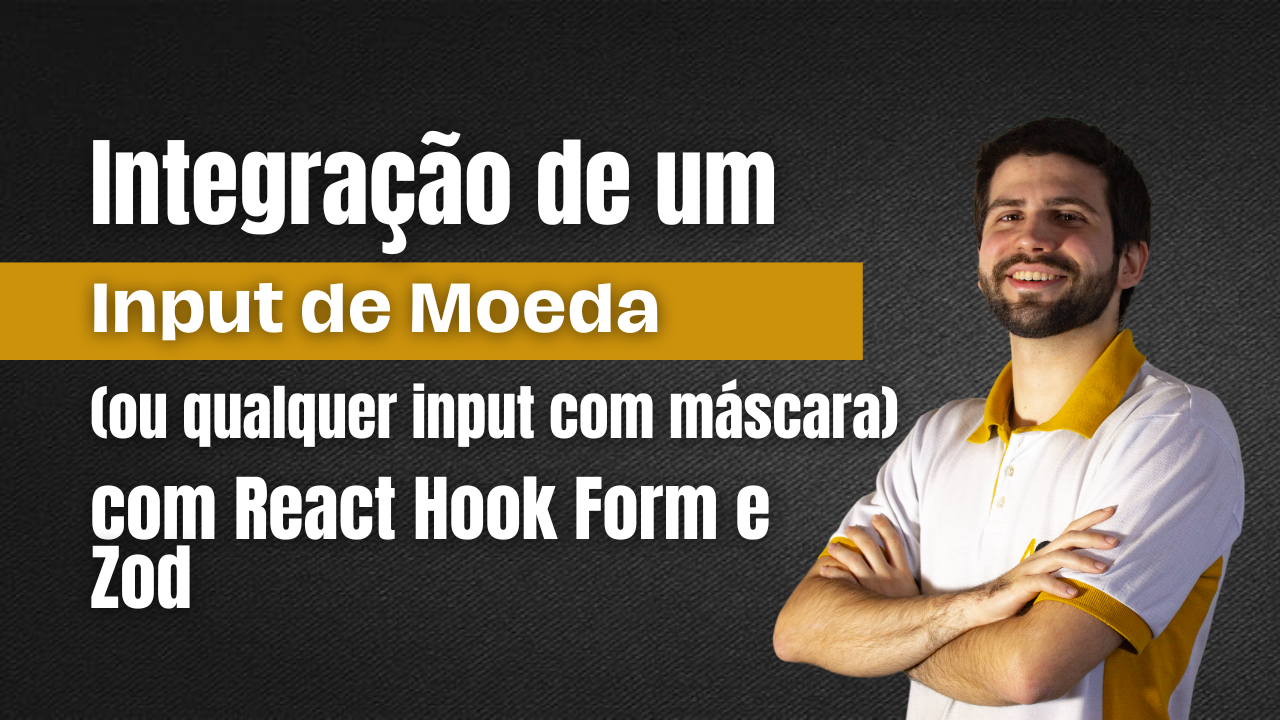 Integração de um
Input de Moeda
(ou qualquer input com máscara)
com React Hook Form e
Zod